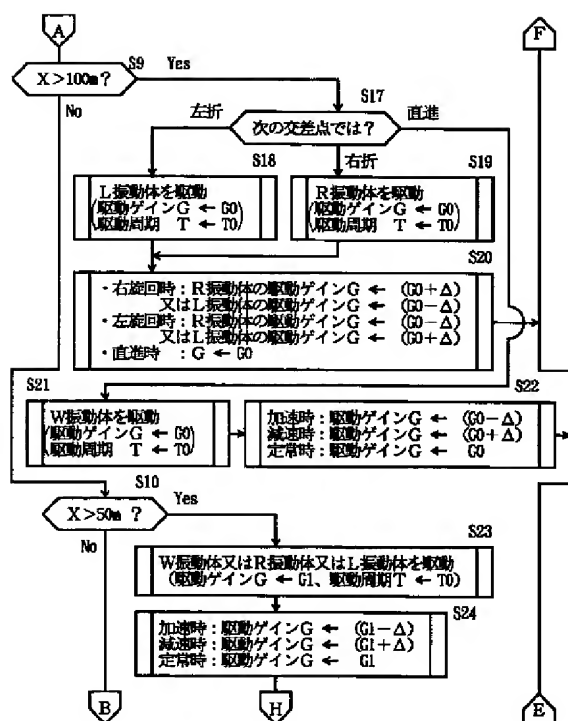 A
F
S9 Yes
X>100m?
No
S17
左折
次の交差点では?
直進
右折
S18
L振動体を駆動
(駆動ゲインG ← G0)
(駆動周期 T ← T0)
S19
R振動体を駆動
(駆動ゲインG ← G0)
(駆動周期 T ← T0)
S20
・右旋回時:R振動体の駆動ゲインG ← (G0+Δ)
又はL振動体の駆動ゲインG ← (G0-Δ)
・左旋回時:R振動体の駆動ゲインG ← (G0-Δ)
又はL振動体の駆動ゲインG ← (G0+Δ)
・直進時 :G ← G0
S21
W振動体を駆動
(駆動ゲインG ← G0)
(駆動周期 T ← T0)
S22
加速時:駆動ゲインG ← (G0-Δ)
減速時:駆動ゲインG ← (G0+Δ)
定常時:駆動ゲインG ← G0
S10
X>50m ?
Yes
No
S23
W振動体又はR振動体又はL振動体を駆動
(駆動ゲインG ← G1、駆動周期T ← T0)
S24
加速時:駆動ゲインG ← (G1-Δ)
減速時:駆動ゲインG ← (G1+Δ)
定常時:駆動ゲインG ← G1
B
H
E